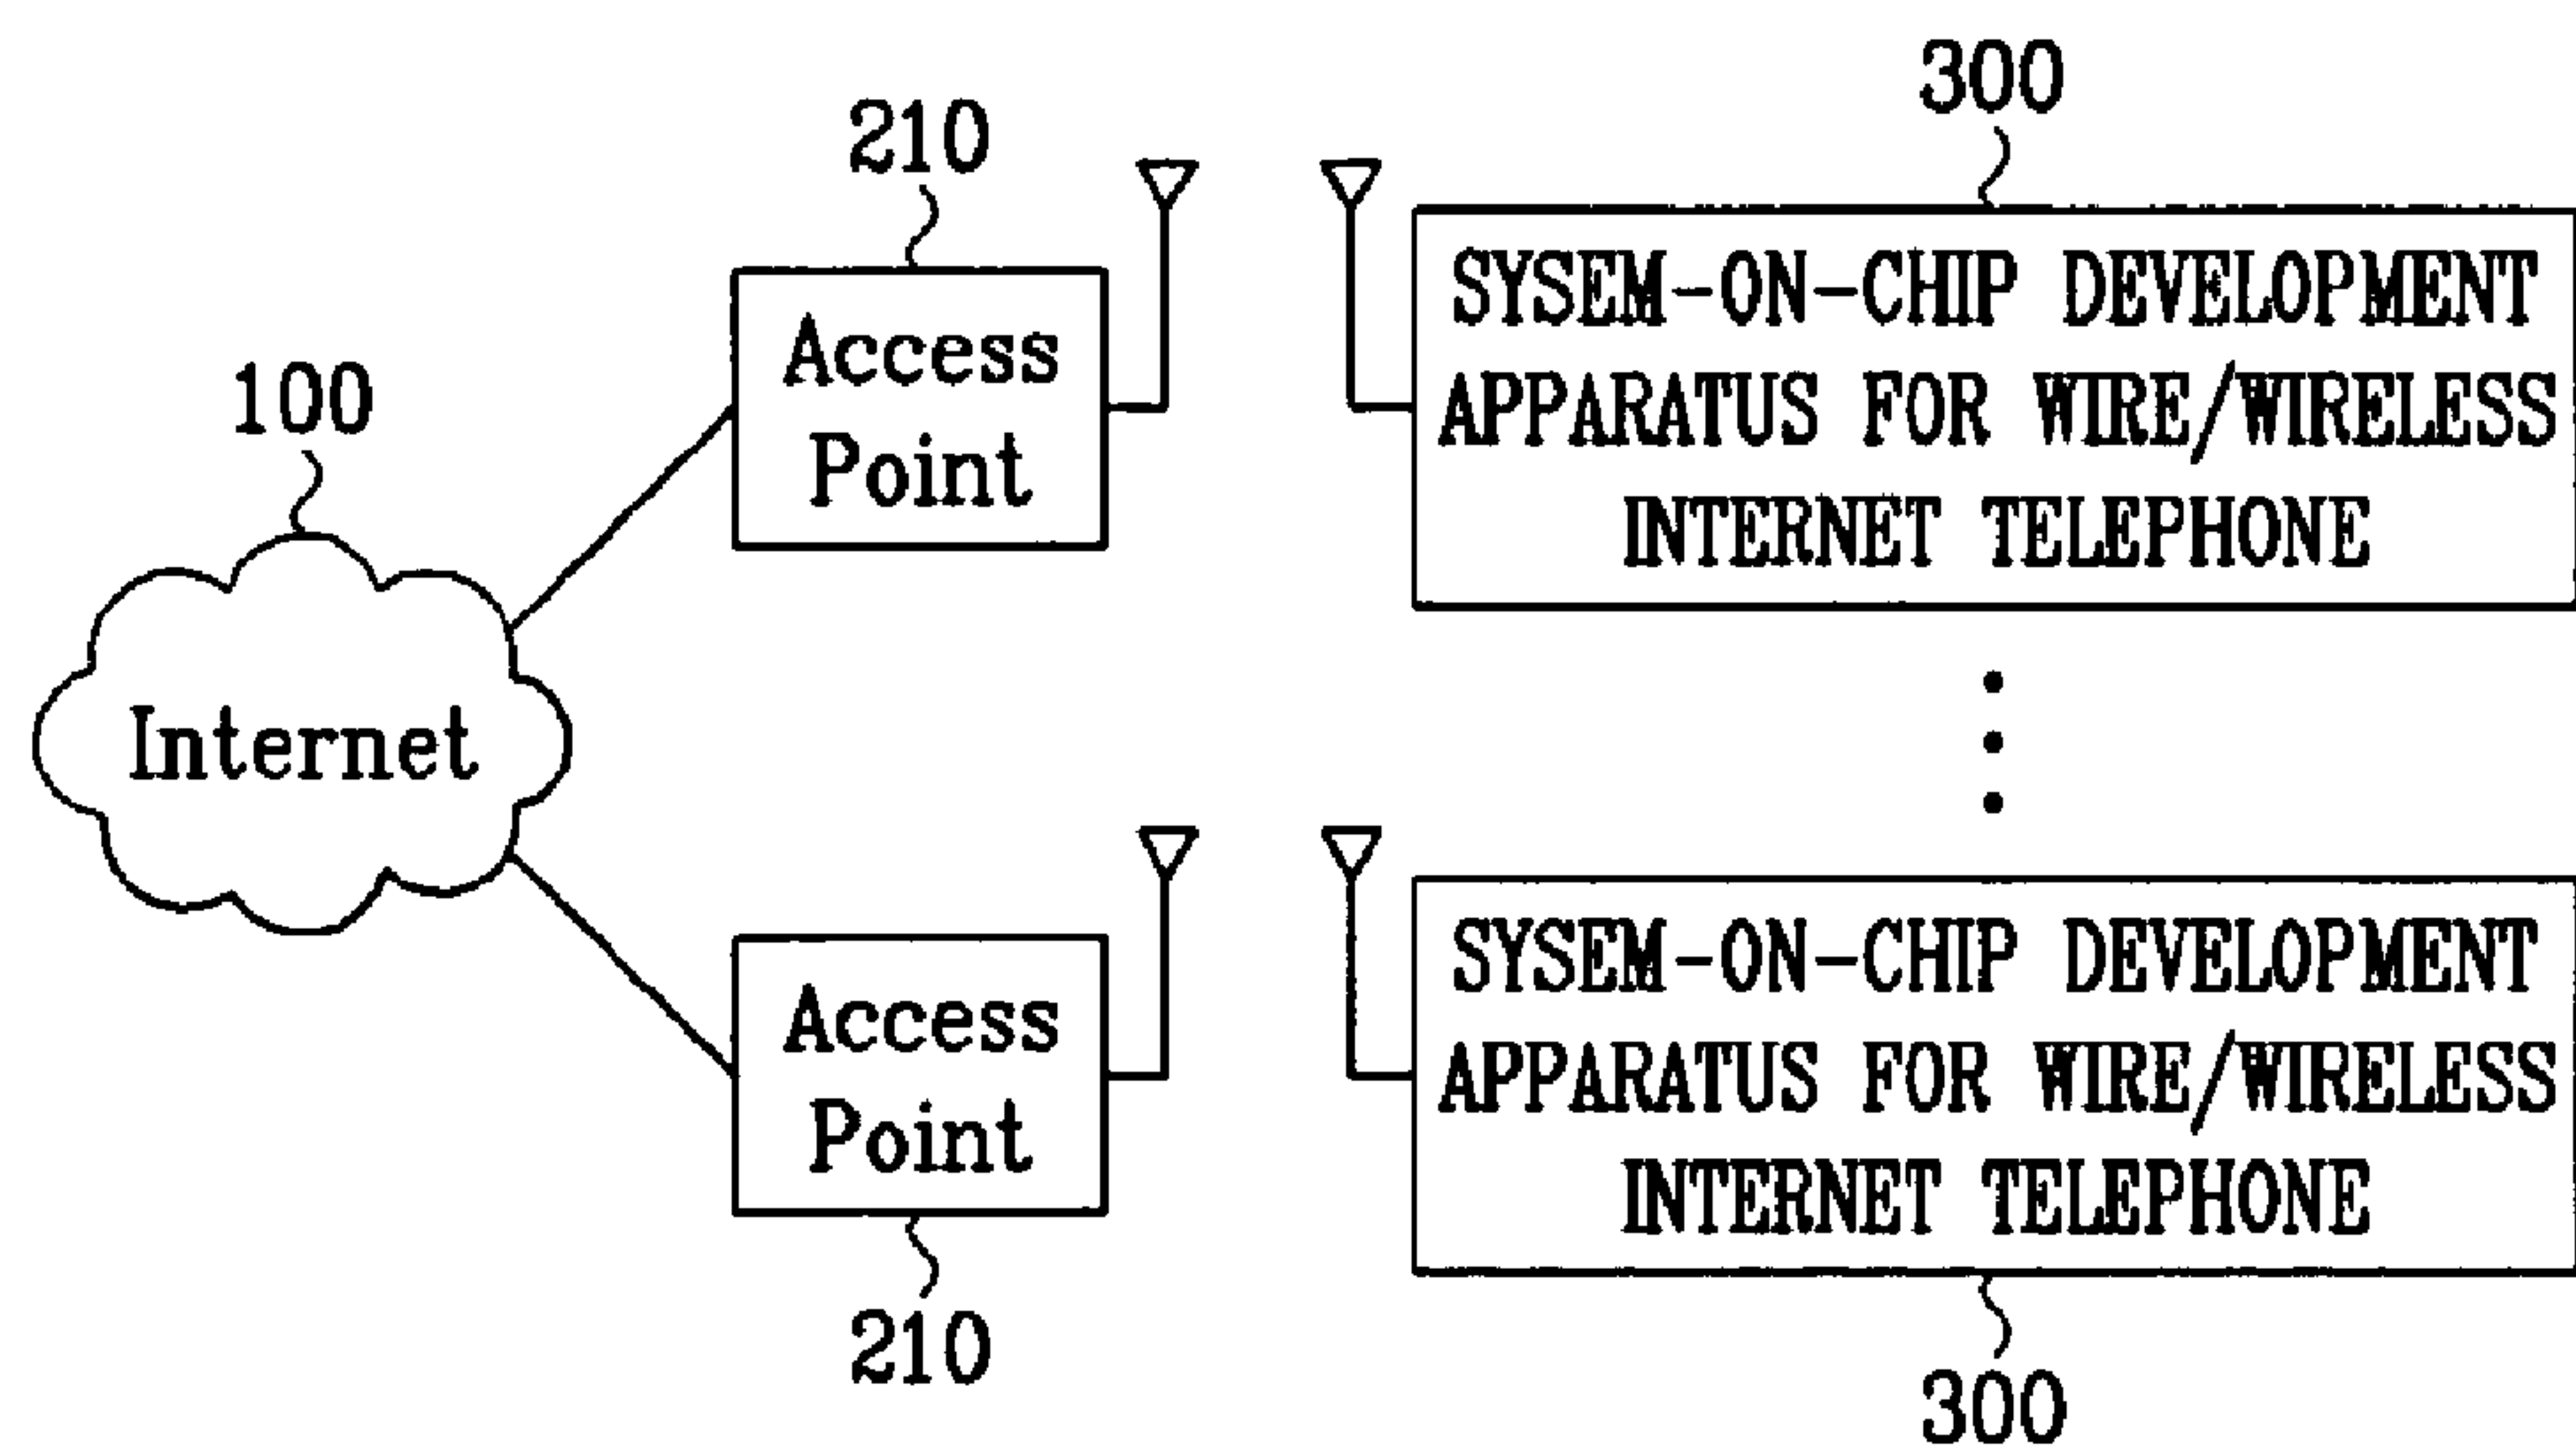 300
210
SYSEM-ON-CHIP DEVELOPMENT
APPARATUS FOR WIRE/WIRELESS
INTERNET TELEPHONE
Access
Point
100
Internet
SYSEM-ON-CHIP DEVELOPMENT
APPARATUS FOR WIRE/WIRELESS
INTERNET TELEPHONE
Access
Point
210
300